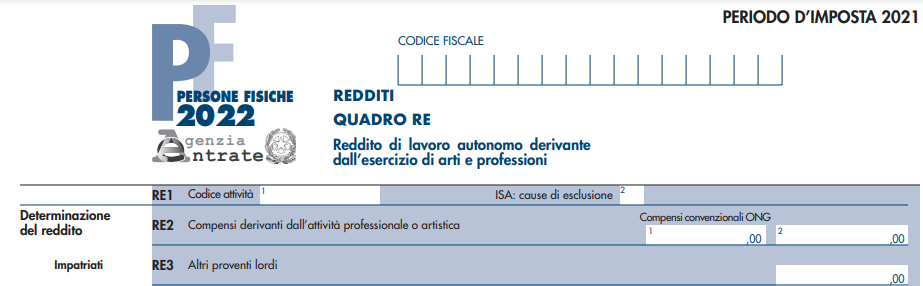 PERIODO D'IMPOSTA 2021
CODICE FISCALE
PF
PERSONE FISICHE
2022
Agenzia
Entrate
REDDITI
QUADRO RE
Reddito di lavoro autonomo derivante
dall'esercizio di arti e professioni
RE1 Codice attività 1 ISA: cause di esclusione 2
Determinazione
del reddito
RE2 Compensi derivanti dall'attività professionale o artistica
Compensi convenzionali ONG
1 ,00 2 ,00
Impatriati
RE3 Altri proventi lordi
,00